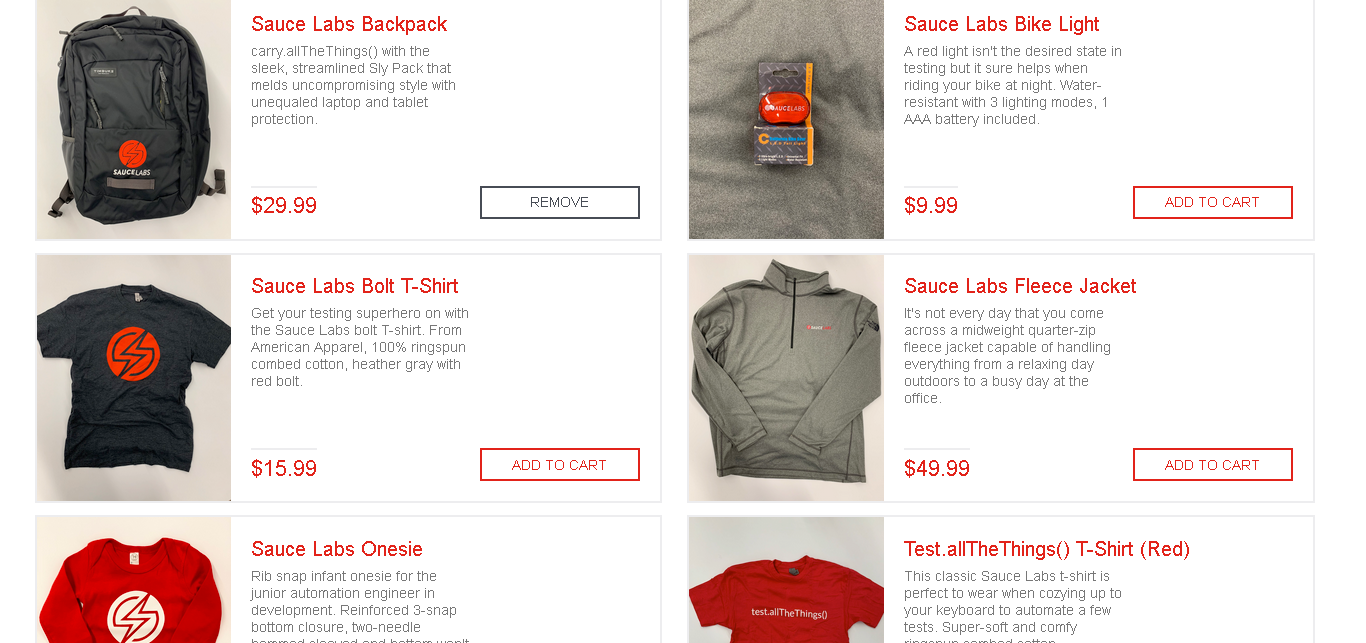 Sauce Labs Backpack
carry.allTheThings() with the
sleek, streamlined Sly Pack that
melds uncompromising style with
unequaled laptop and tablet
protection.
$29.99
REMOVE
SAUCELABS
Sauce Labs Bike Light
A red light isn't the desired state in
testing but it sure helps when
riding your bike at night. Water-
resistant with 3 lighting modes, 1
AAA battery included.
$9.99
ADD TO CART
SAUCELABS
Sauce Labs Bolt T-Shirt
Get your testing superhero on with
the Sauce Labs bolt T-shirt. From
American Apparel, 100% ringspun
combed cotton, heather gray with
red bolt.
$15.99
ADD TO CART
Sauce Labs Fleece Jacket
It's not every day that you come
across a midweight quarter-zip
fleece jacket capable of handling
everything from a relaxing day
outdoors to a busy day at the
office.
$49.99
ADD TO CART
Sauce Labs Onesie
Rib snap infant onesie for the
junior automation engineer in
development. Reinforced 3-snap
bottom closure, two-needle
Test.allTheThings() T-Shirt (Red)
This classic Sauce Labs t-shirt is
perfect to wear when cozying up to
your keyboard to automate a few
tests. Super-soft and comfy
test.allTheThings()